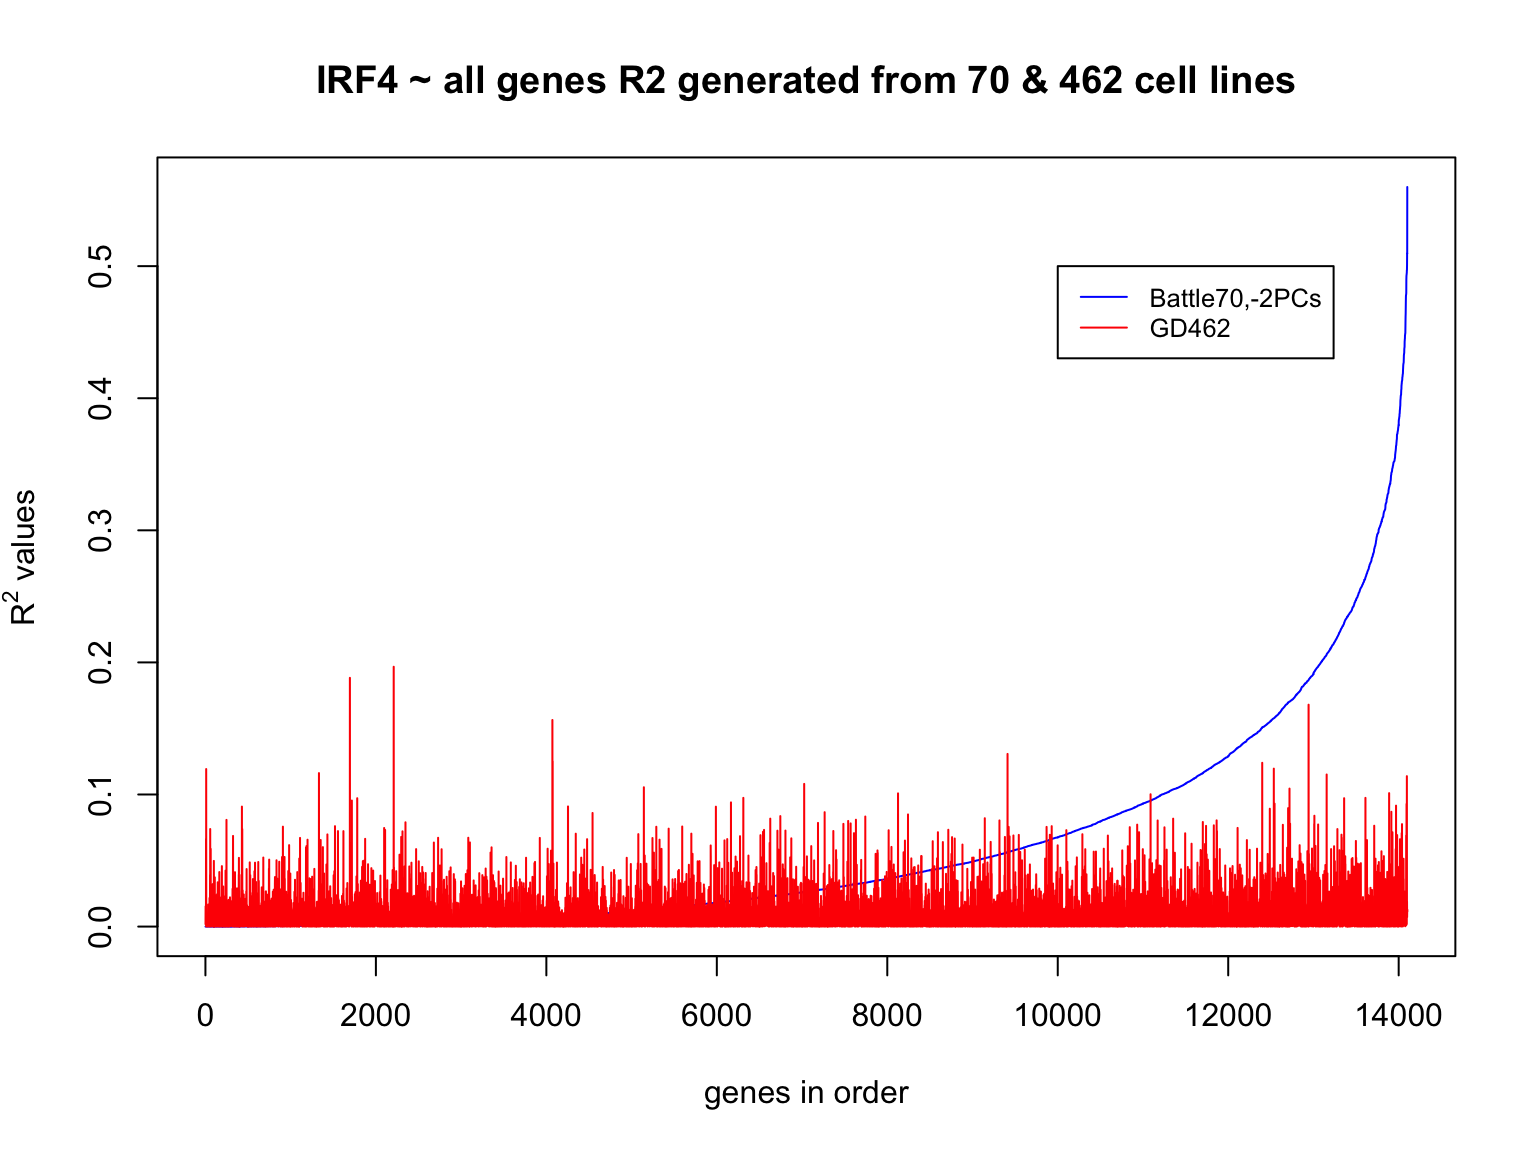 IRF4 ~ all genes R2 generated from 70 & 462 cell lines
R2 values
0.5
0.4
0.3
0.2
0.1
0.0
Battle70,-2PCs
GD462
0 2000 4000 6000 8000 10000 12000 14000
genes in order